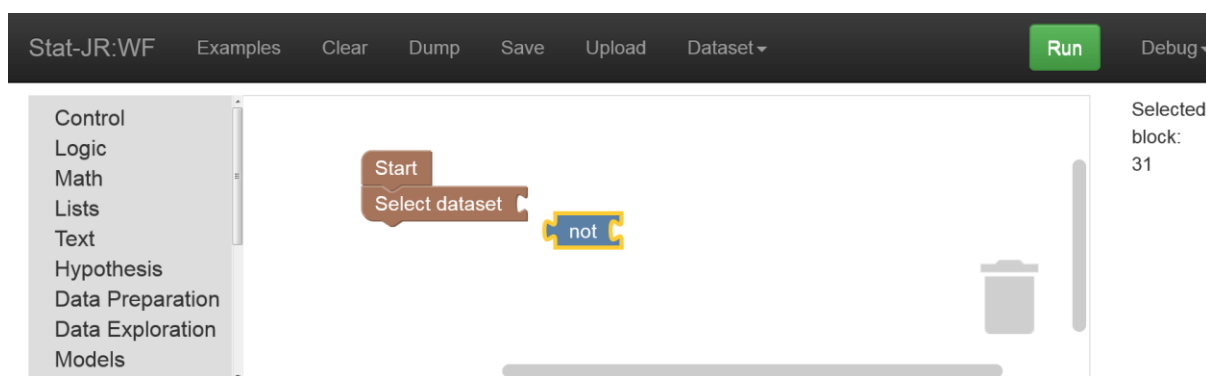 Stat-JR:WF Examples Clear Dump Save Upload Dataset Run Debug
Control
Logic
Math
Lists
Text
Hypothesis
Data Preparation
Data Exploration
Models
Start
Select dataset
not
Selected
block:
31